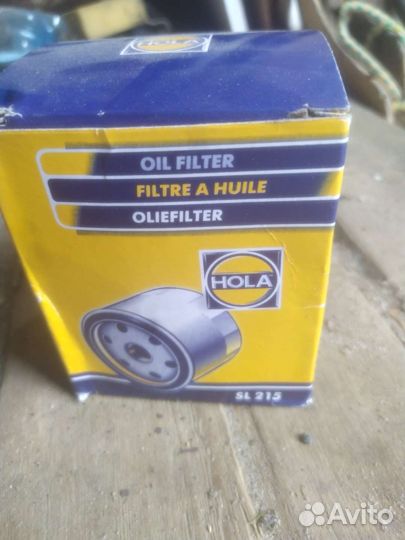 HOLA
OIL FILTER
FILTRE A HUILE
OLIEFILTER
HOLA
SL 215
Avito